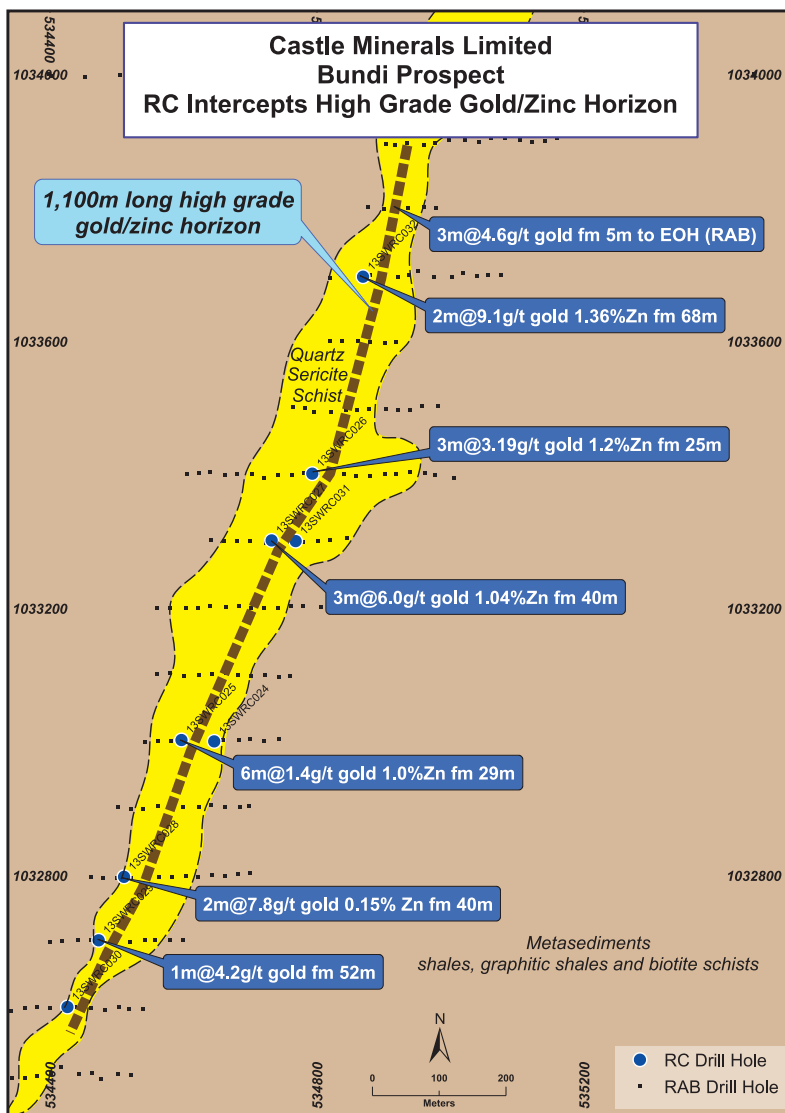 534400
534800
535200
Castle Minerals Limited
Bundi Prospect
RC Intercepts High Grade Gold/Zinc Horizon
1034000
1034000
1,100m long high grade
gold/zinc horizon
13SWRC032
3m@4.6g/t gold fm 5m to EOH (RAB)
2m@9.1g/t gold 1.36%Zn fm 68m
1033600
1033600
Quartz
Sericite
Schist
13SWRC026
3m@3.19g/t gold 1.2%Zn fm 25m
13SWRC027
13SWRC031
3m@6.0g/t gold 1.04%Zn fm 40m
1033200
1033200
13SWRC025
13SWRC024
6m@1.4g/t gold 1.0%Zn fm 29m
13SWRC028
1032800
1032800
2m@7.8g/t gold 0.15% Zn fm 40m
13SWRC029
1m@4.2g/t gold fm 52m
Metasediments
shales, graphitic shales and biotite schists
13SWRC030
N
0 100 200
Meters
RC Drill Hole
RAB Drill Hole
534400
534800
535200